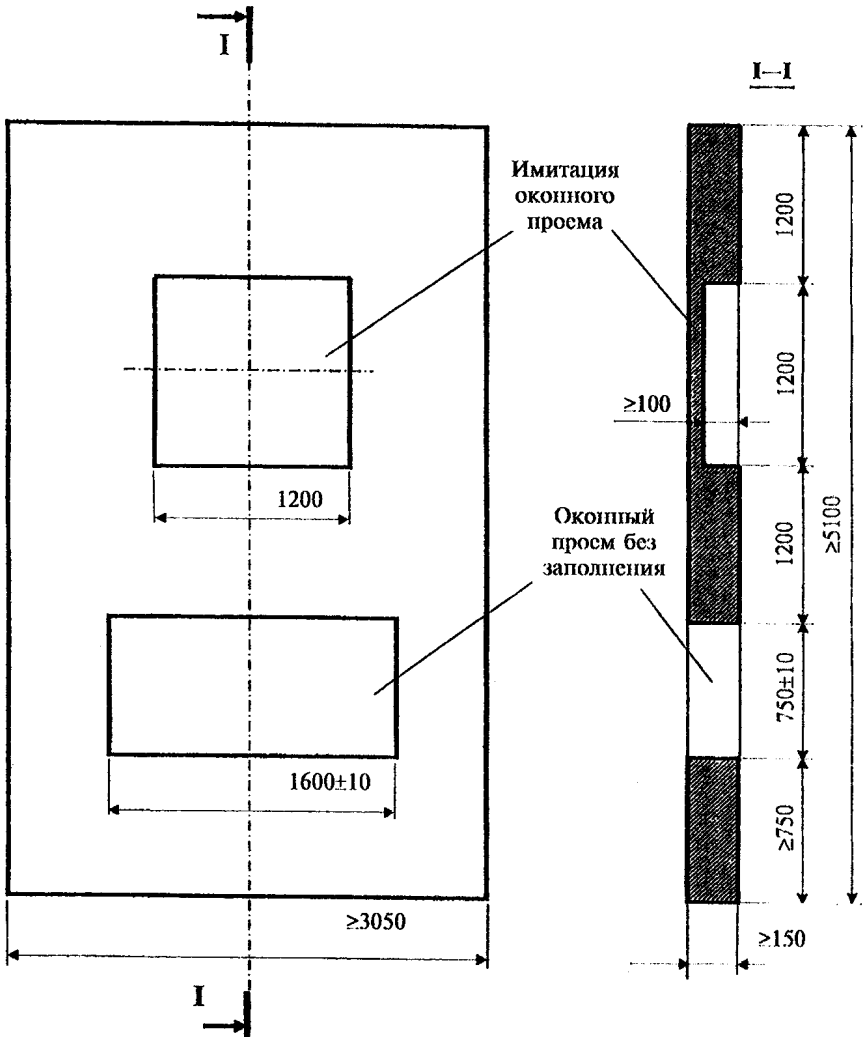 I
I—I
Имитация
оконного
проема
1200
1200
≥100
1200
Оконный
проем без
заполнения
1200
≥5100
750±10
1600±10
≥750
≥3050
≥150
I